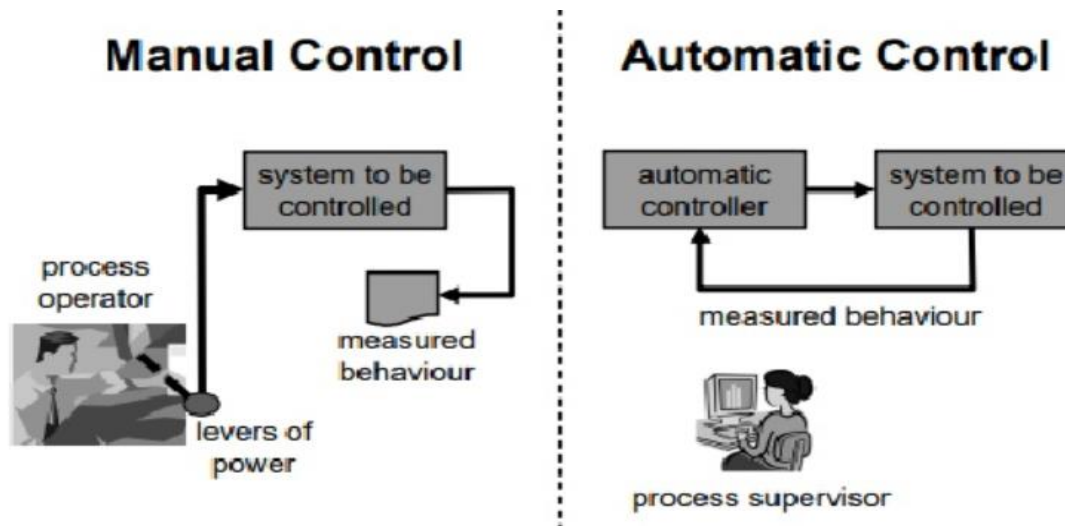 Manual Control
system to be
controlled
process
operator
measured
behaviour
levers of
power
Automatic Control
automatic
controller
system to be
controlled
measured behaviour
process supervisor